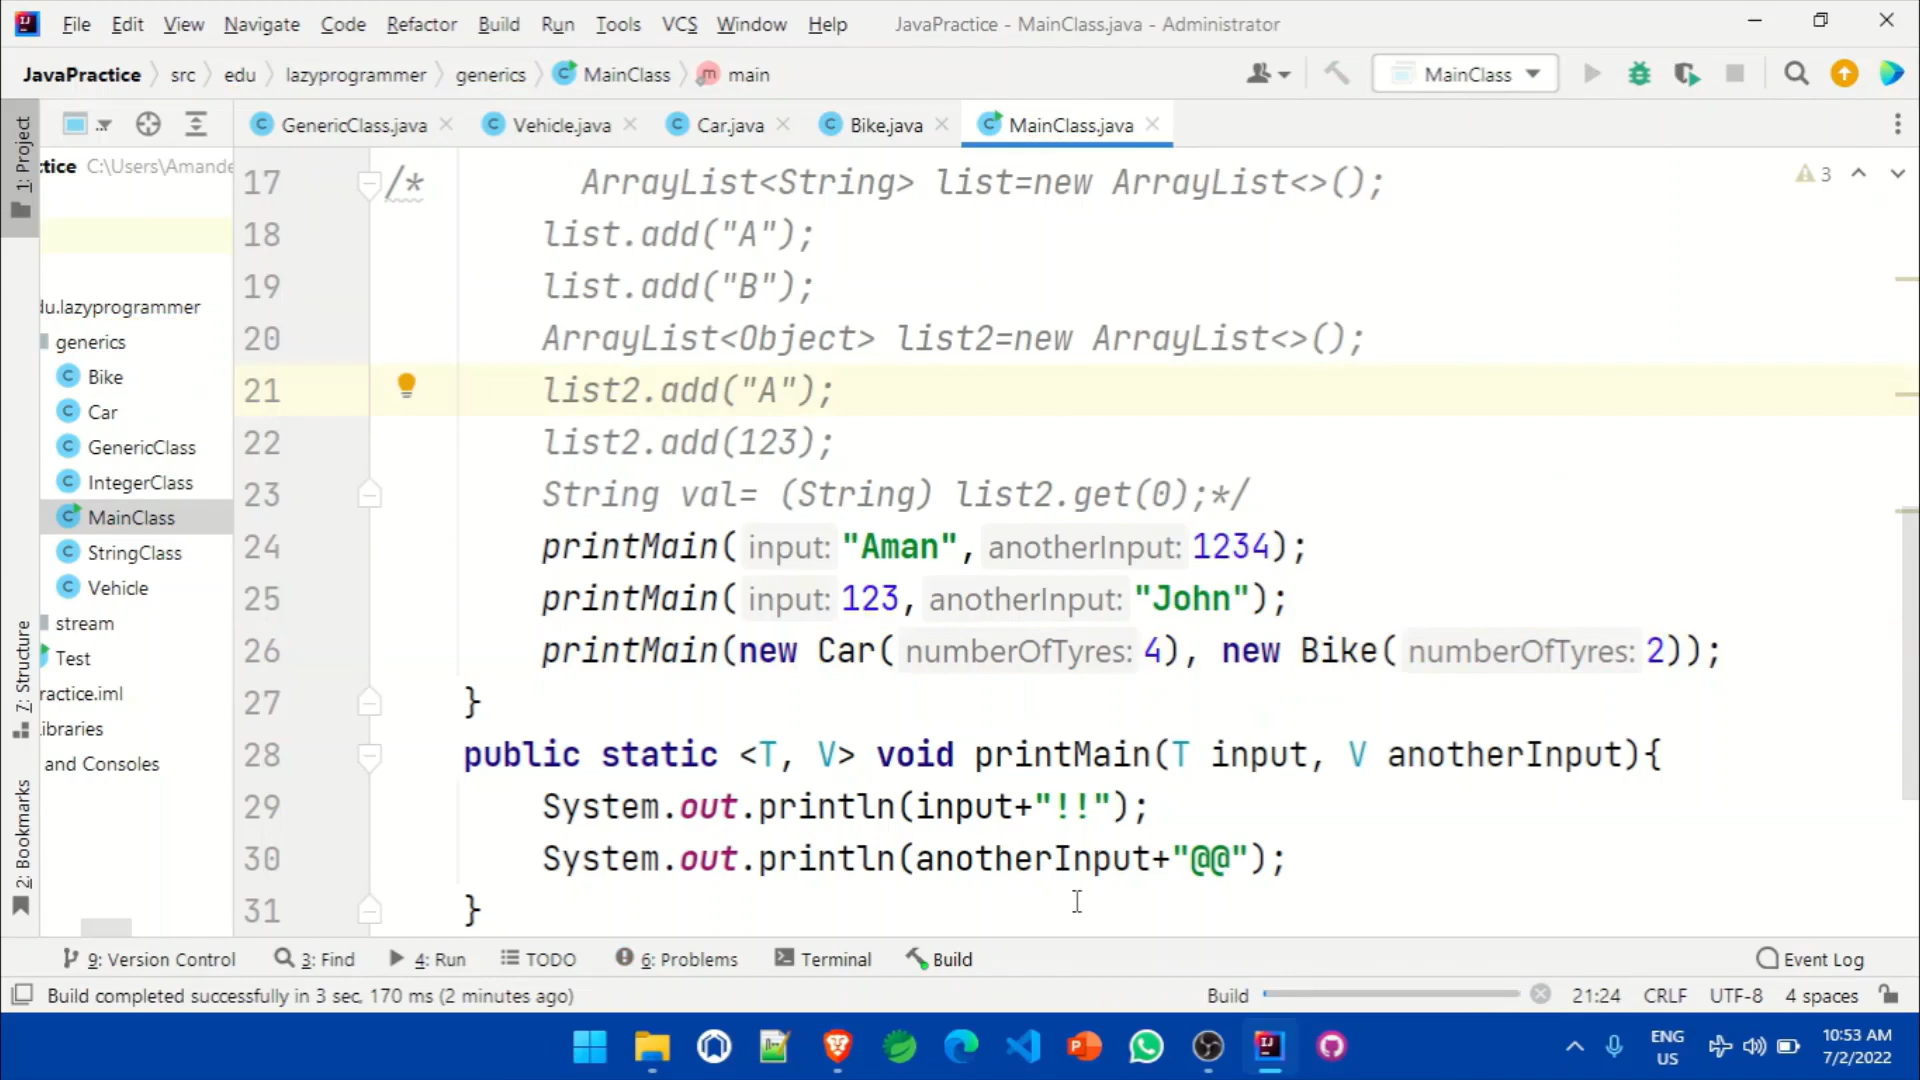 File Edit View Navigate Code Refactor Build Run Tools VCS Window Help JavaPractice - MainClass.java - Administrator
JavaPractice src edu lazyprogrammer generics MainClass main MainClass
GenericClass.java Vehicle.java Car.java Bike.java MainClass.java
1: Project
7: Structure
2: Bookmarks
tice C:\Users\Amande
du.lazyprogrammer
generics
Bike
Car
GenericClass
IntegerClass
MainClass
StringClass
Vehicle
stream
Test
ractice.iml
ibraries
and Consoles
3
17 /* ArrayList<String> list=new ArrayList<>();
18 list.add("A");
19 list.add("B");
20 ArrayList<Object> list2=new ArrayList<>();
21 list2.add("A");
22 list2.add(123);
23 String val= (String) list2.get(0);*/
24 printMain( input: "Aman", anotherInput: 1234);
25 printMain( input: 123, anotherInput: "John");
26 printMain(new Car( numberOfTyres: 4), new Bike( numberOfTyres: 2));
27 }
28 public static <T, V> void printMain(T input, V anotherInput){
29 System.out.println(input+"!!");
30 System.out.println(anotherInput+"@@");
31 }
9: Version Control 3: Find 4: Run TODO 6: Problems Terminal Build Event Log
Build completed successfully in 3 sec, 170 ms (2 minutes ago) Build 21:24 CRLF UTF-8 4 spaces
ENG
US
10:53 AM
7/2/2022